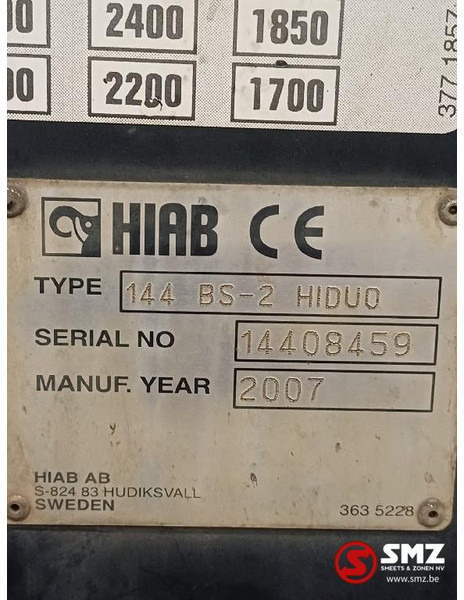 2400 1850
2200 1700
377 1857
HIAB CE
TYPE 144 BS-2 HIDUO
SERIAL NO 14408459
MANUF. YEAR 2007
HIAB AB
S-824 83 HUDIKSVALL
SWEDEN
363 5228
SMZ
SMEETS & ZONEN NV
www.smz.be